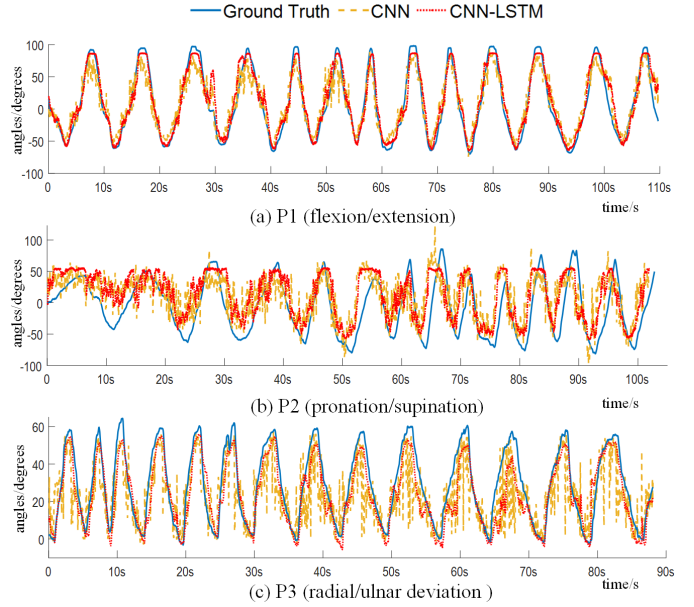 Ground Truth CNN CNN-LSTM
angles/degrees
100
50
0
-50
-100
0 10s 20s 30s 40s 50s 60s 70s 80s 90s 100s 110s
time/s
(a) P1 (flexion/extension)
angles/degrees
100
50
0
-50
-100
0 10s 20s 30s 40s 50s 60s 70s 80s 90s 100s
time/s
(b) P2 (pronation/supination)
angles/degrees
60
40
20
0
0 10s 20s 30s 40s 50s 60s 70s 80s 90s
time/s
(c) P3 (radial/ulnar deviation )